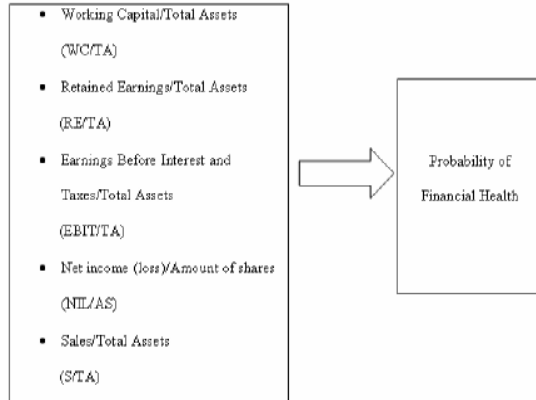 • Working Capital/Total Assets
(WC/TA)
• Retained Earnings/Total Assets
(RE/TA)
• Earnings Before Interest and
Taxes/Total Assets
(EBIT/TA)
• Net income (loss)/Amount of shares
(NIL/AS)
• Sales/Total Assets
(S/TA)
Probability of
Financial Health